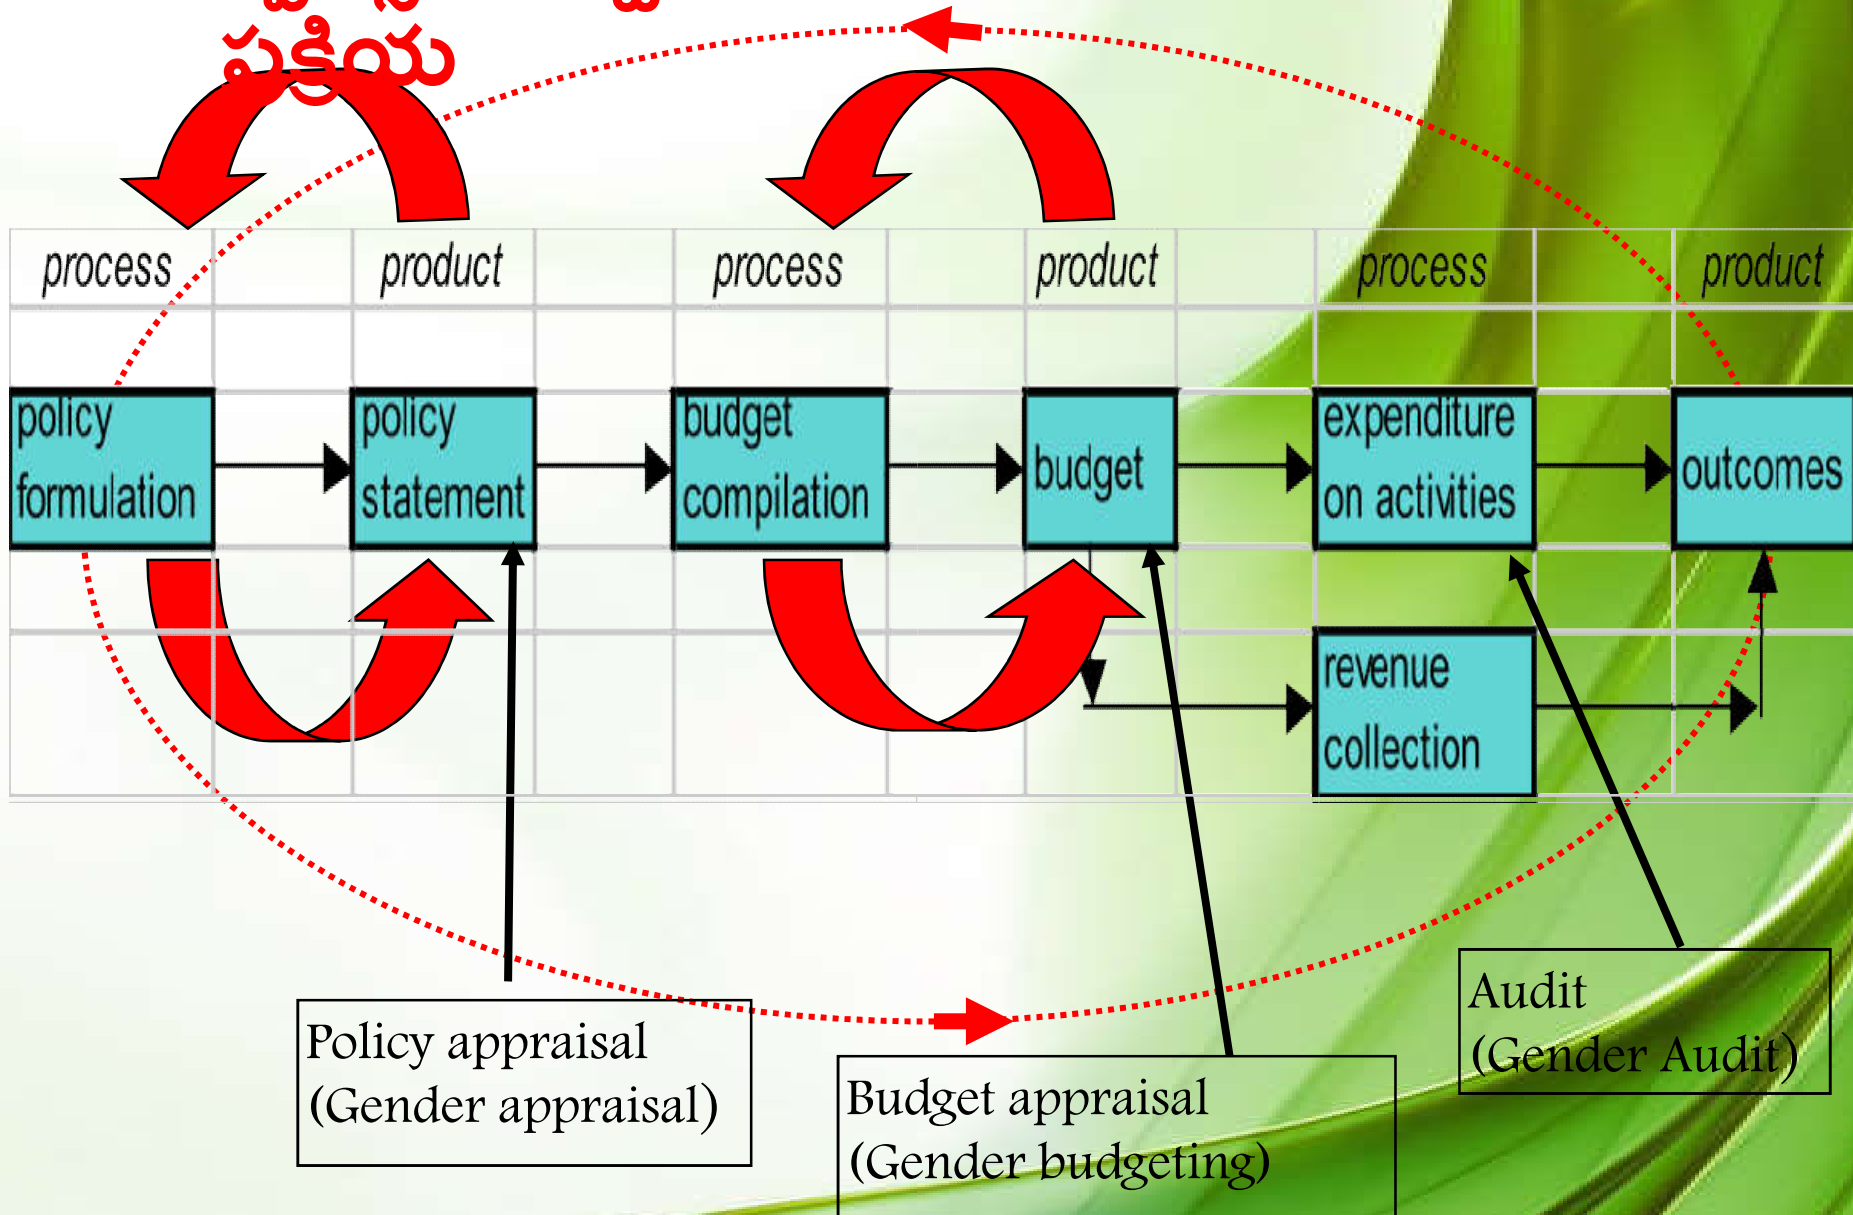 ప్రక్రియ
process product process product process product
policy
formulation
policy
statement
budget
compilation
budget
expenditure
on activities
outcomes
revenue
collection
Policy appraisal
(Gender appraisal)
Budget appraisal
(Gender budgeting)
Audit
(Gender Audit)